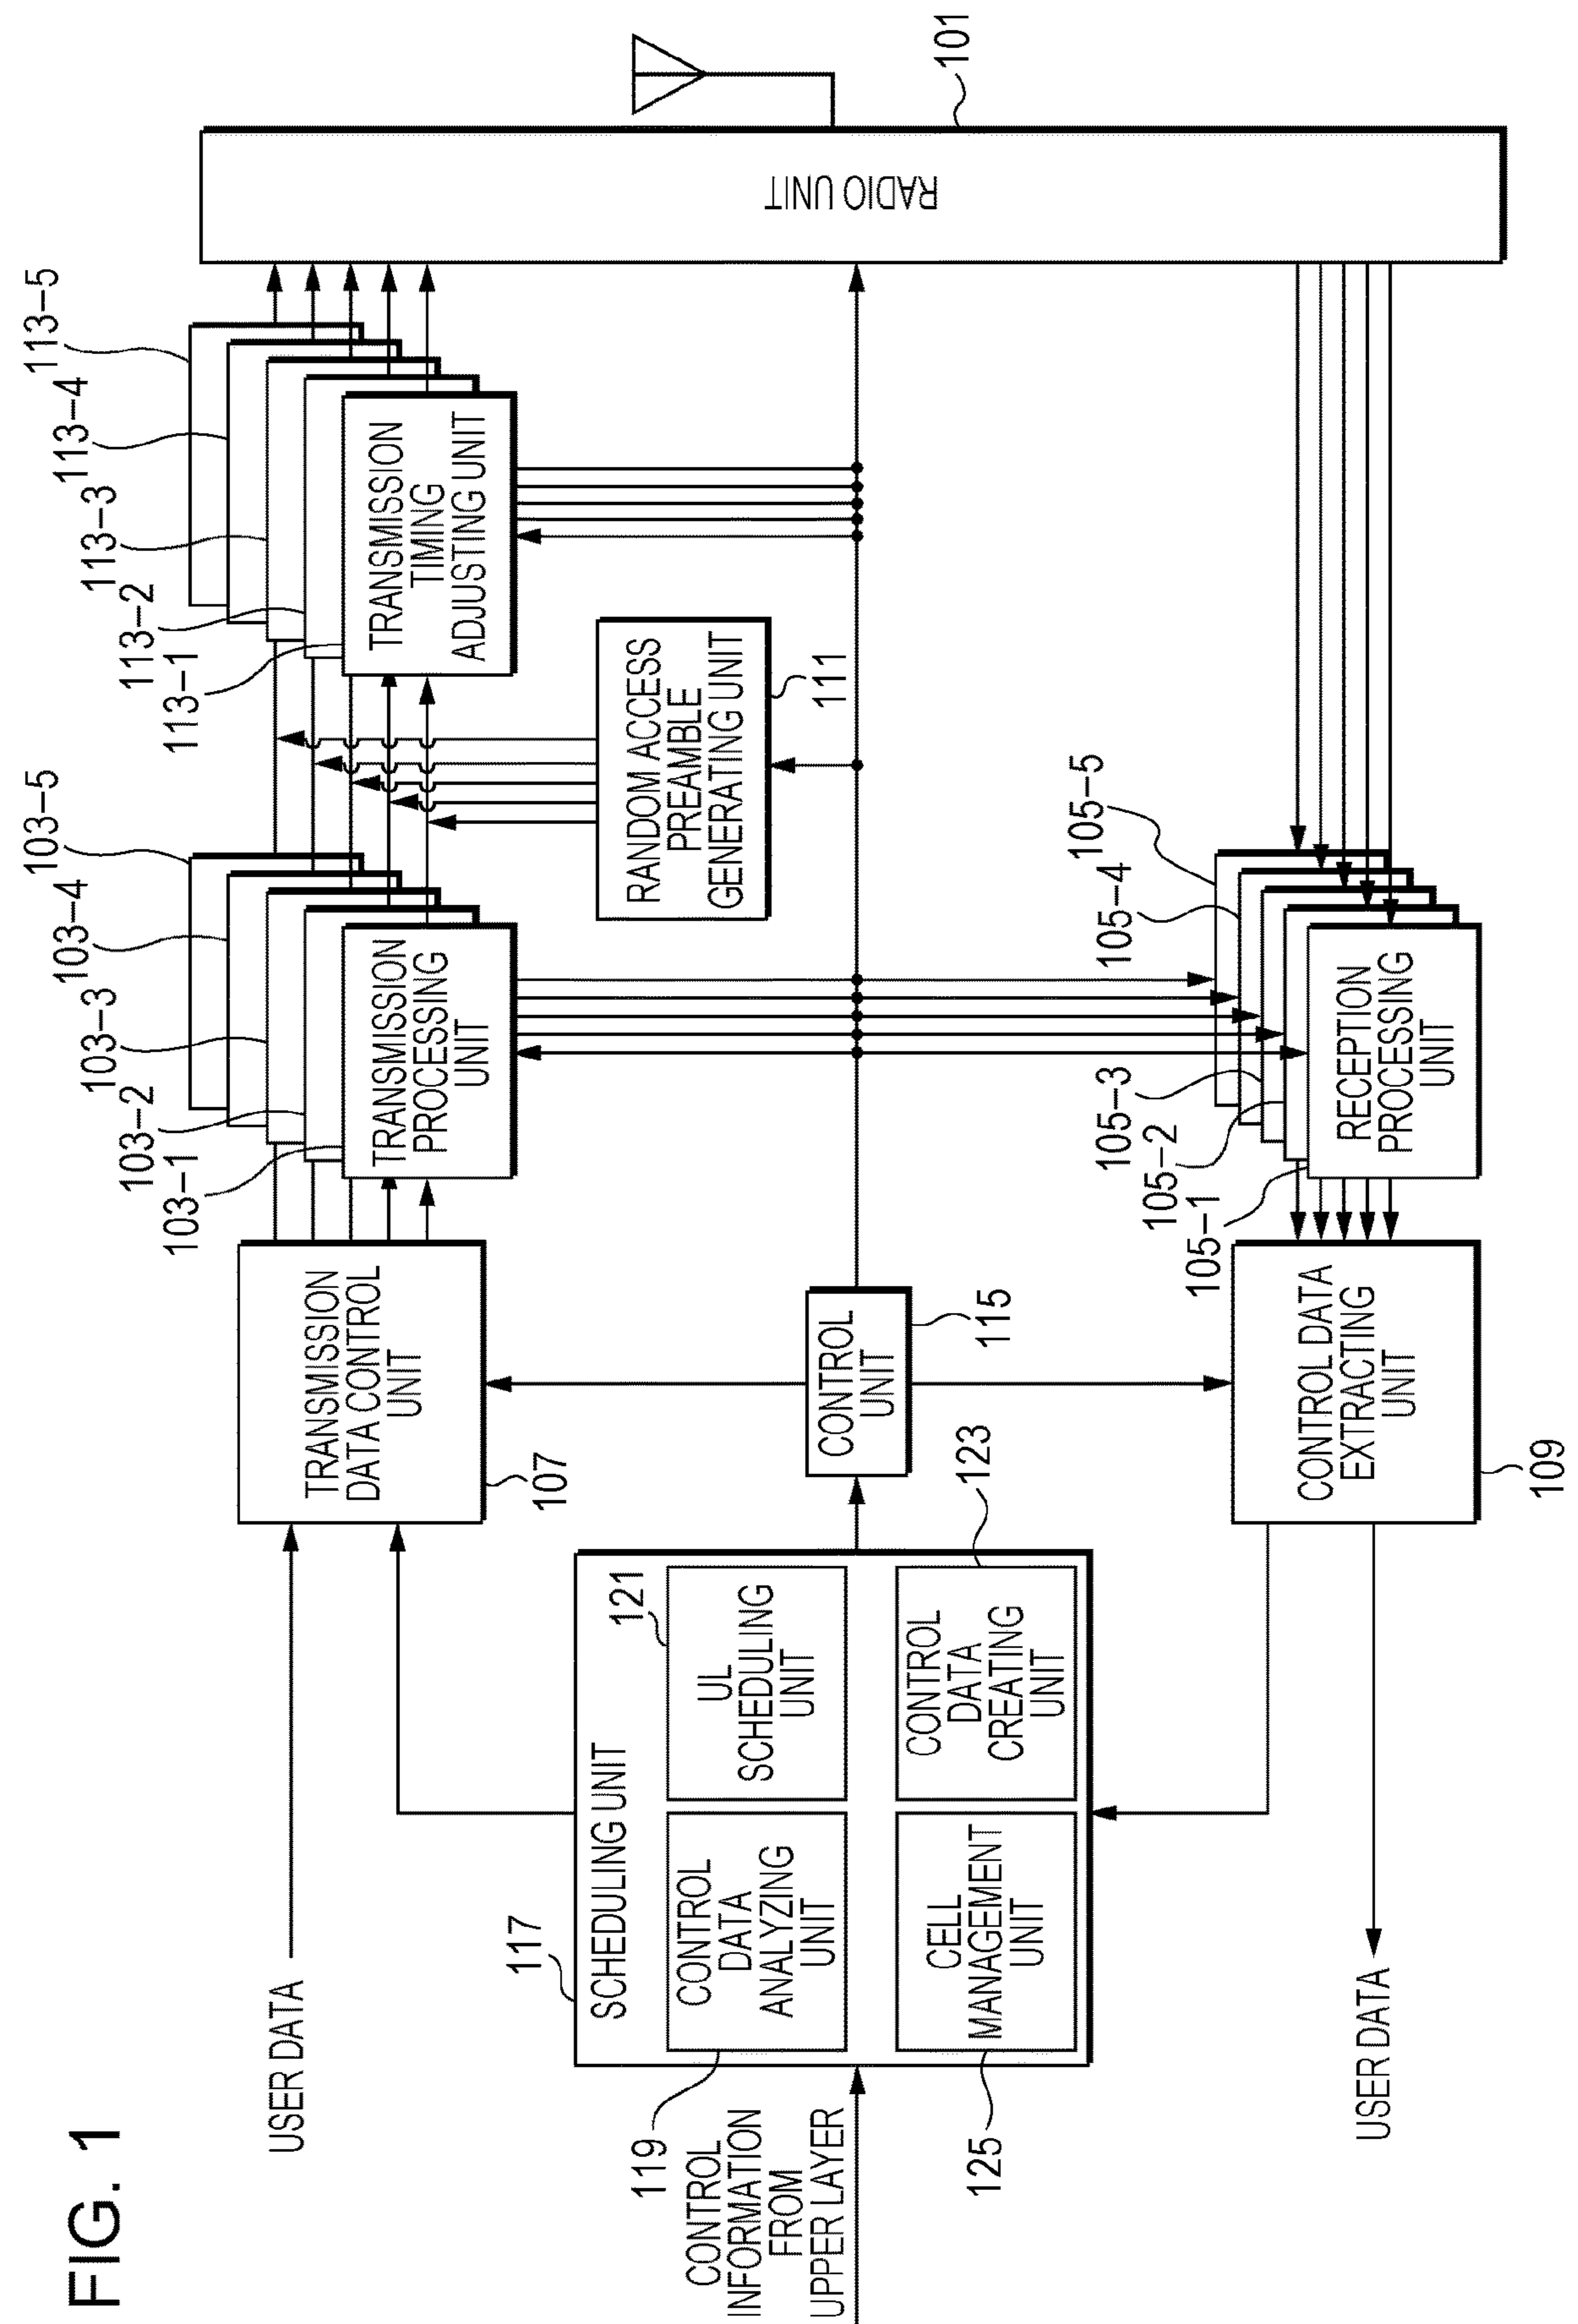 FIG. 1
USER DATA
107
TRANSMISSION
DATA CONTROL
UNIT
103-1
103-2
103-3
103-4
103-5
TRANSMISSION
PROCESSING
UNIT
113-1
113-2
113-3
113-4
113-5
TRANSMISSION
TIMING
ADJUSTING UNIT
RANDOM ACCESS
PREAMBLE
GENERATING UNIT
111
RADIO UNIT
101
117
SCHEDULING UNIT
119
CONTROL
DATA
ANALYZING
UNIT
121
UL
SCHEDULING
UNIT
125
CELL
MANAGEMENT
UNIT
123
CONTROL
DATA
CREATING
UNIT
CONTROL
INFORMATION
FROM
UPPER LAYER
CONTROL
UNIT
115
USER DATA
109
CONTROL DATA
EXTRACTING
UNIT
105-1
105-2
105-3
105-4
105-5
RECEPTION
PROCESSING
UNIT